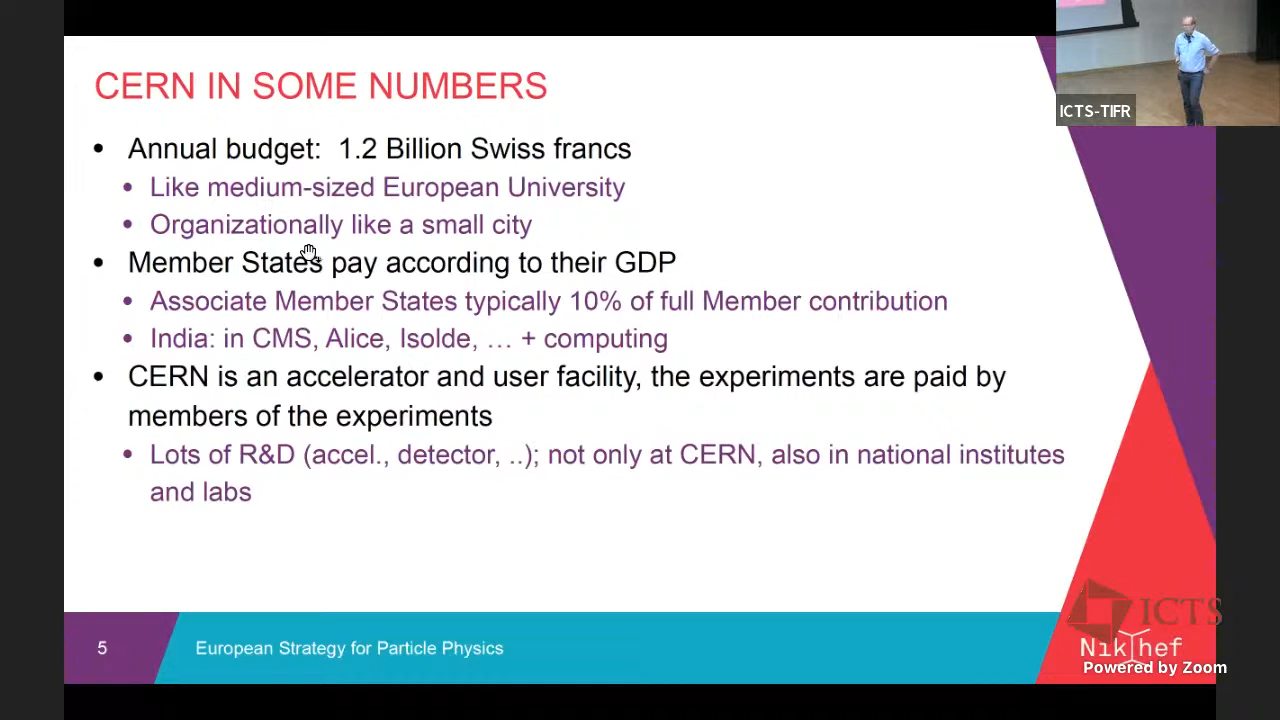 CERN IN SOME NUMBERS
ICTS-TIFR
• Annual budget: 1.2 Billion Swiss francs
• Like medium-sized European University
• Organizationally like a small city
• Member States pay according to their GDP
• Associate Member States typically 10% of full Member contribution
• India: in CMS, Alice, Isolde, … + computing
• CERN is an accelerator and user facility, the experiments are paid by
members of the experiments
• Lots of R&D (accel., detector, ..); not only at CERN, also in national institutes
and labs
ICTS
5
European Strategy for Particle Physics
Nikhef
Powered by Zoom